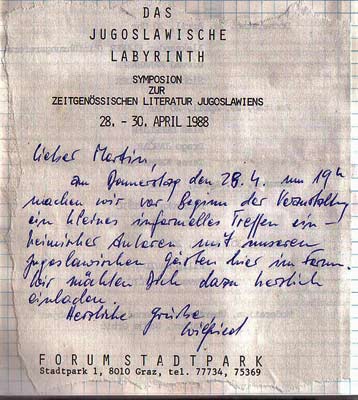 DAS
JUGOSLAWISCHE
LABYRINTH
SYMPOSION
ZUR
ZEITGENÖSSISCHEN LITERATUR JUGOSLAWIENS
28. - 30. APRIL 1988
Lieber Martin,
am Donnerstag den 28.4. um 19h
machen wir vor Beginn der Veranstaltung
ein kleines informelles Treffen ein-
heimischer Autoren mit unseren
jugoslawischen Gästen hier im Forum.
Wir möchten Dich dazu herzlich
einladen.
Herzliche Grüße
Wilfried
FORUM STADTPARK
Stadtpark 1, 8010 Graz, tel. 77734, 75369